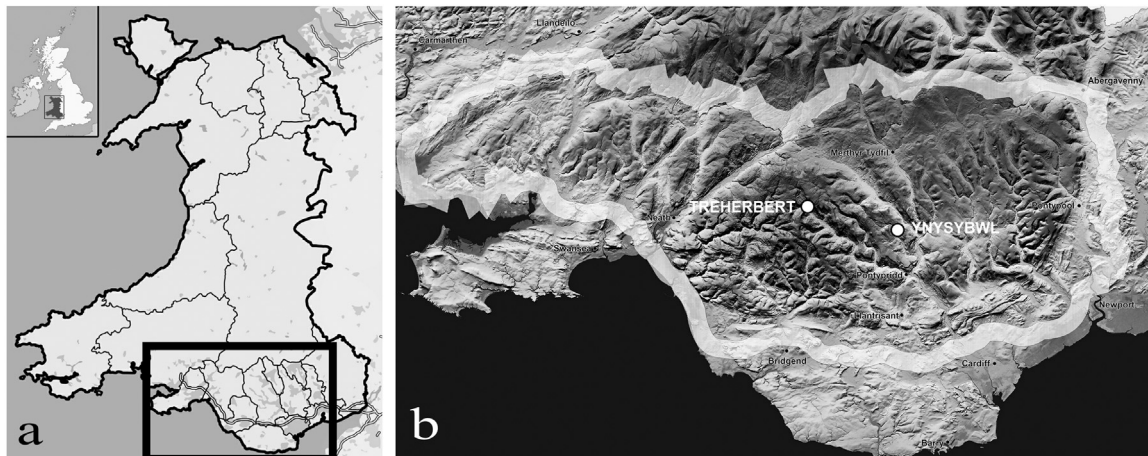 a
b
Llandeilo
Carmarthen
Abergavenny
Merthyr Tydfil
TREHERBERT
Pontypool
Neath
YNYSYBWL
Swansea
Pontypridd
Newport
Llantrisant
Bridgend
Cardiff
Barry